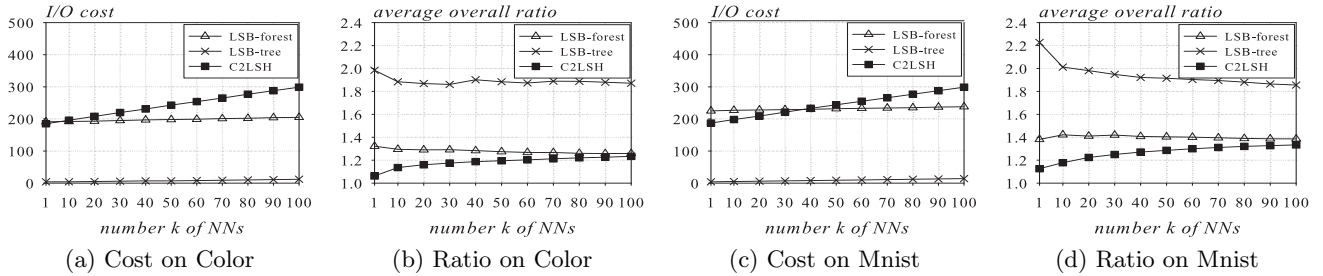 I/O cost
500
400
300
200
100
0
LSB-forest
LSB-tree
C2LSH
1 10 20 30 40 50 60 70 80 90 100
number k of NNs
(a) Cost on Color
average overall ratio
2.4
2.2
2.0
1.8
1.6
1.4
1.2
1.0
LSB-forest
LSB-tree
C2LSH
1 10 20 30 40 50 60 70 80 90 100
number k of NNs
(b) Ratio on Color
I/O cost
500
400
300
200
100
0
LSB-forest
LSB-tree
C2LSH
1 10 20 30 40 50 60 70 80 90 100
number k of NNs
(c) Cost on Mnist
average overall ratio
2.4
2.2
2.0
1.8
1.6
1.4
1.2
1.0
LSB-forest
LSB-tree
C2LSH
1 10 20 30 40 50 60 70 80 90 100
number k of NNs
(d) Ratio on Mnist